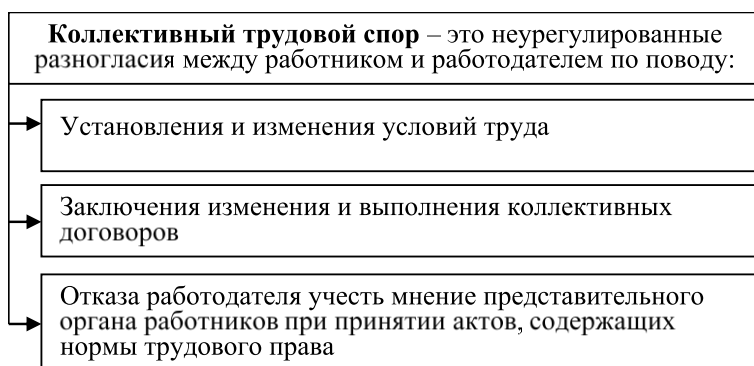 Коллективный трудовой спор – это неурегулированные
разногласия между работником и работодателем по поводу:
Установления и изменения условий труда
Заключения изменения и выполнения коллективных
договоров
Отказа работодателя учесть мнение представительного
органа работников при принятии актов, содержащих
нормы трудового права